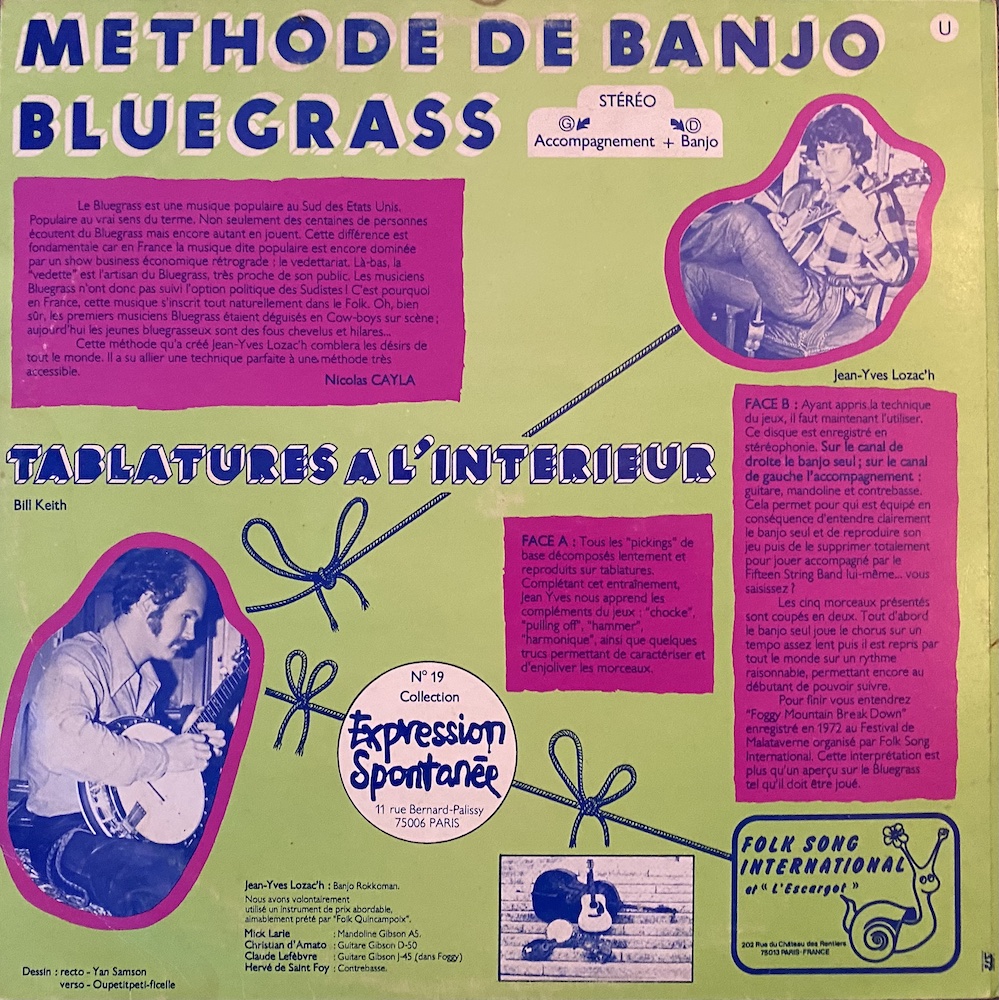 METHODE DE BANJO
BLUEGRASS
U
STÉRÉO
G D
Accompagnement + Banjo
Le Bluegrass est une musique populaire au Sud des Etats Unis.
Populaire au vrai sens du terme. Non seulement des centaines de personnes
écoutent du Bluegrass mais encore autant en jouent. Cette différence est
fondamentale car en France la musique dite populaire est encore dominée
par un show business économique rétrograde : le vedettariat. Là-bas, la
"vedette" est l'artisan du Bluegrass, très proche de son public. Les musiciens
Bluegrass n'ont donc pas suivi l'option politique des Sudistes ! C'est pourquoi
en France, cette musique s'inscrit tout naturellement dans le Folk. Oh, bien
sûr, les premiers musiciens Bluegrass étaient déguisés en Cow-boys sur scène ;
aujourd'hui les jeunes bluegrasseux sont des fous chevelus et hilares...
Cette méthode qu'a créé Jean-Yves Lozac'h comblera les désirs de
tout le monde. Il a su allier une technique parfaite à une méthode très
accessible.
Nicolas CAYLA
Jean-Yves Lozac'h
TABLATURES A L'INTERIEUR
Bill Keith
FACE A : Tous les "pickings" de
base décomposés lentement et
reproduits sur tablatures.
Complétant cet entraînement,
Jean Yves nous apprend les
compléments du jeux : "chocke",
"pulling off", "hammer",
"harmonique", ainsi que quelques
trucs permettant de caractériser et
d'enjoliver les morceaux.
FACE B : Ayant appris la technique
du jeux, il faut maintenant l'utiliser.
Ce disque est enregistré en
stéréophonie. Sur le canal de
droite le banjo seul ; sur le canal
de gauche l'accompagnement :
guitare, mandoline et contrebasse.
Cela permet pour qui est équipé en
conséquence d'entendre clairement
le banjo seul et de reproduire son
jeu puis de le supprimer totalement
pour jouer accompagné par le
Fifteen String Band lui-même... vous
saisissez ?
Les cinq morceaux présentés
sont coupés en deux. Tout d'abord
le banjo seul joue le chorus sur un
tempo assez lent puis il est repris par
tout le monde sur un rythme
raisonnable, permettant encore au
débutant de pouvoir suivre.
Pour finir vous entendrez
"Foggy Mountain Break Down"
enregistré en 1972 au Festival de
Malataverne organisé par Folk Song
International. Cette interprétation est
plus qu'un aperçu sur le Bluegrass
tel qu'il doit être joué.
N° 19
Collection
Expression
Spontanée
11 rue Bernard-Palissy
75006 PARIS
Jean-Yves Lozac'h : Banjo Rokkoman.
Nous avons volontairement
utilisé un instrument de prix abordable,
aimablement prété par "Folk Quincampoix".
Mick Larie : Mandoline Gibson A5.
Christian d'Amato : Guitare Gibson D-50
Claude Lefèbvre : Guitare Gibson J-45 (dans Foggy)
Hervé de Saint Foy : Contrebasse.
FOLK SONG
INTERNATIONAL
et « L'Escargot »
202 Rue du Château des Rentiers
75013 PARIS-FRANCE
Dessin : recto - Yan Samson
verso - Oupetitpeti-ficelle